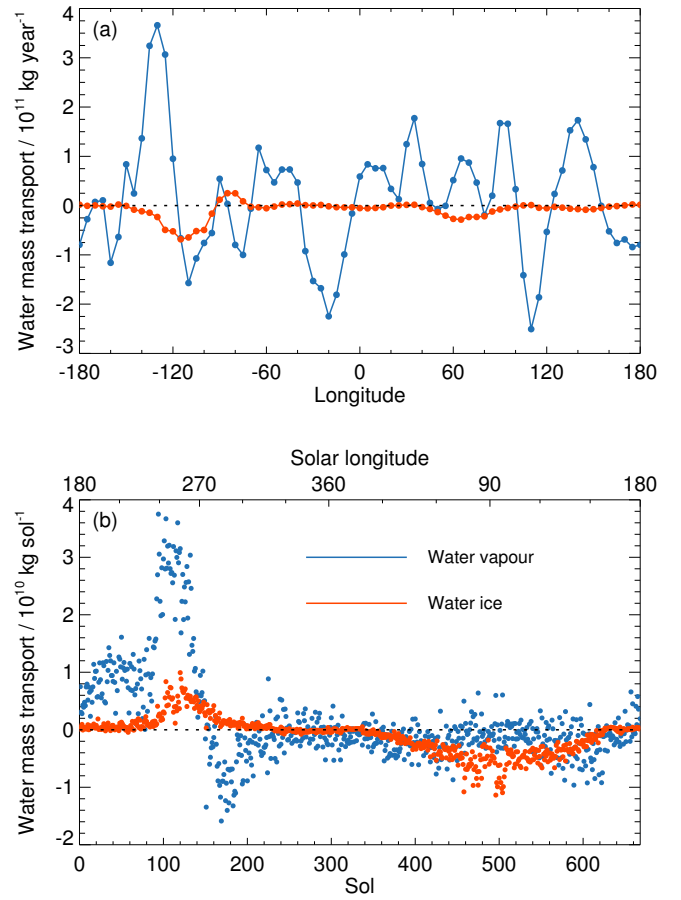 (a)
Water mass transport / 10¹¹ kg year⁻¹
4
3
2
1
0
-1
-2
-3
-180 -120 -60 0 60 120 180
Longitude
Solar longitude
180 270 360 90 180
(b)
Water mass transport / 10¹⁰ kg sol⁻¹
4
3
2
1
0
-1
-2
Water vapour
Water ice
0 100 200 300 400 500 600
Sol